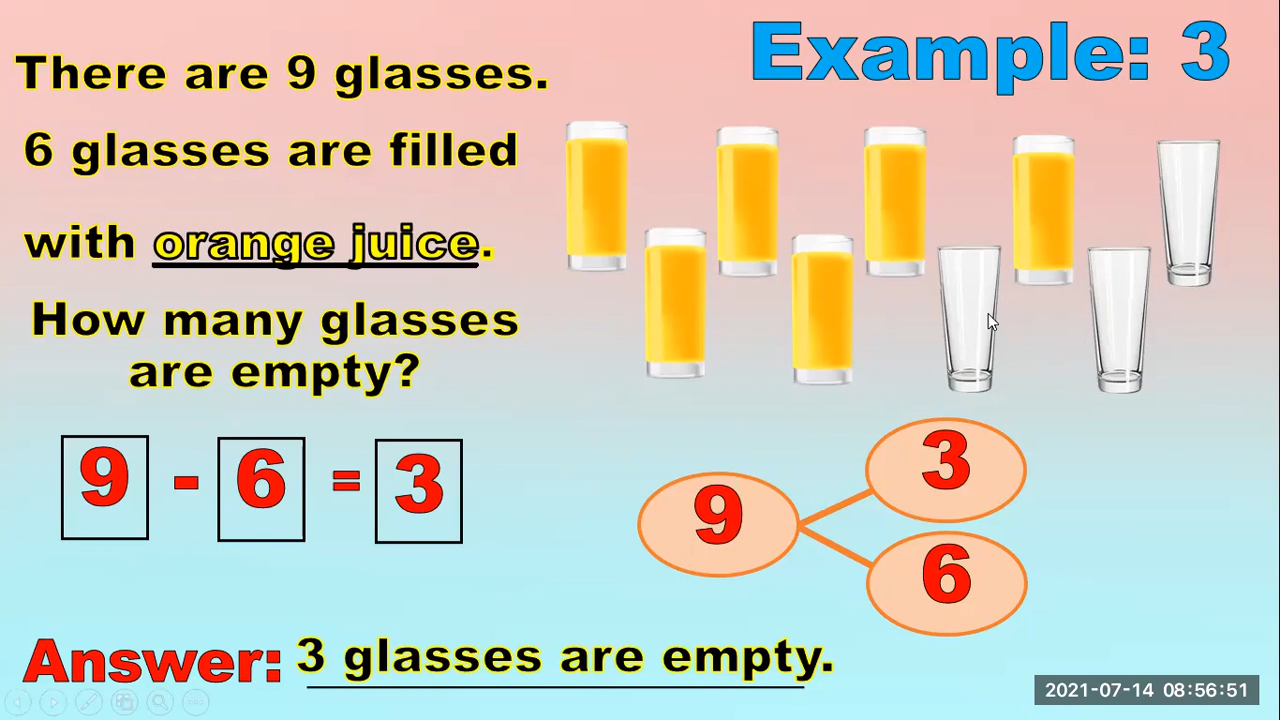 Example: 3
There are 9 glasses.
6 glasses are filled
with orange juice.
How many glasses
are empty?
9 - 6 = 3
3
9
6
Answer: 3 glasses are empty.
2021-07-14 08:56:51